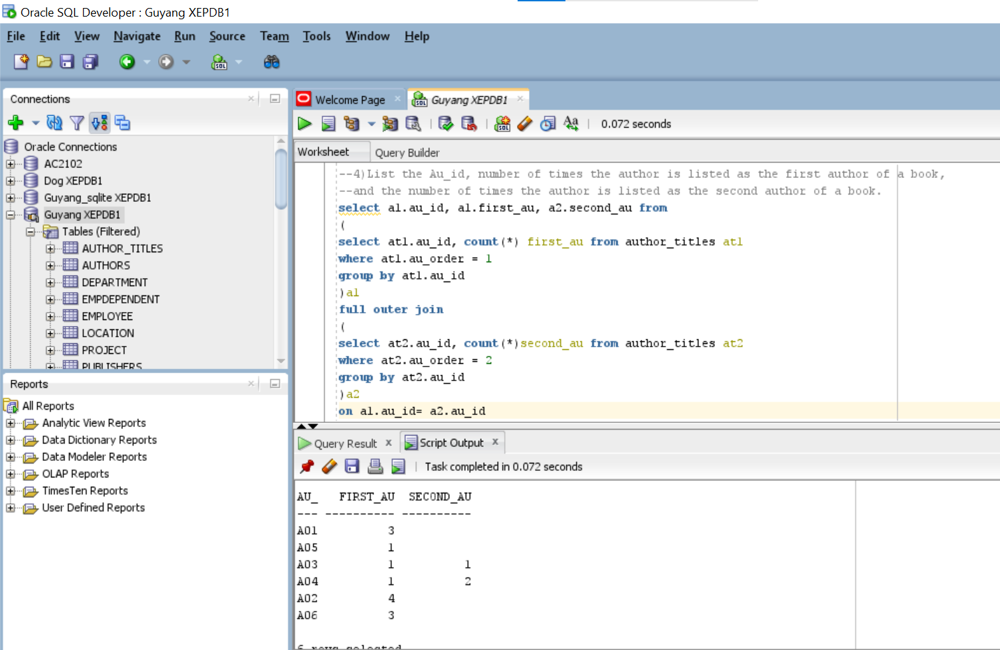 Oracle SQL Developer : Guyang XEPDB1
File Edit View Navigate Run Source Team Tools Window Help
Connections
Oracle Connections
AC2102
Dog XEPDB1
Guyang_sqlite XEPDB1
Guyang XEPDB1
Tables (Filtered)
AUTHOR_TITLES
AUTHORS
DEPARTMENT
EMPDEPENDENT
EMPLOYEE
LOCATION
PROJECT
PUBLISHERS
Reports
All Reports
Analytic View Reports
Data Dictionary Reports
Data Modeler Reports
OLAP Reports
TimesTen Reports
User Defined Reports
Welcome Page
Guyang XEPDB1
0.072 seconds
Worksheet Query Builder
--4)List the Au_id, number of times the author is listed as the first author of a book,
--and the number of times the author is listed as the second author of a book.
select a1.au_id, a1.first_au, a2.second_au from
(
select at1.au_id, count(*) first_au from author_titles at1
where at1.au_order = 1
group by at1.au_id
)a1
full outer join
(
select at2.au_id, count(*)second_au from author_titles at2
where at2.au_order = 2
group by at2.au_id
)a2
on a1.au_id= a2.au_id
Query Result x Script Output x
Task completed in 0.072 seconds
AU_ FIRST_AU SECOND_AU
--- ---------- ----------
A01 3
A05 1
A03 1 1
A04 1 2
A02 4
A06 3
6 rows selected